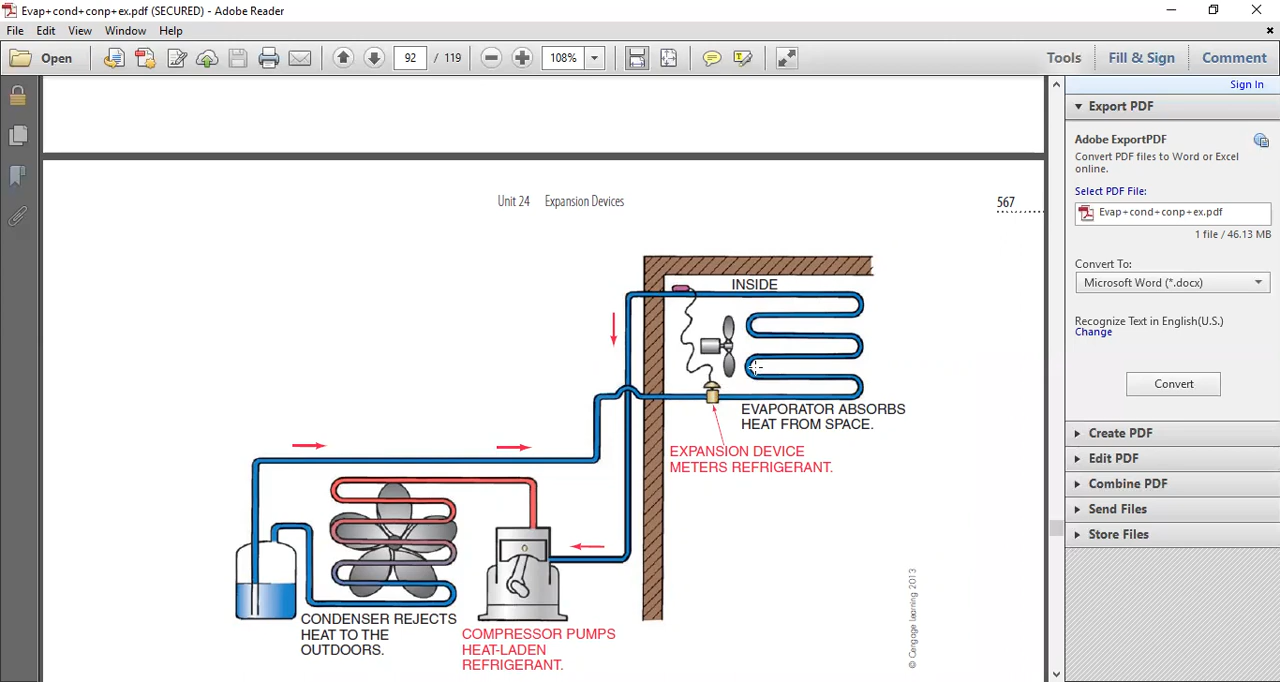 Evap+cond+conp+ex.pdf (SECURED) - Adobe Reader
File Edit View Window Help
Open 92 / 119 108% Tools Fill & Sign Comment
Sign In
Export PDF
Adobe ExportPDF
Convert PDF files to Word or Excel
online.
Select PDF File:
Evap+cond+conp+ex.pdf
1 file / 46.13 MB
Convert To:
Microsoft Word (*.docx)
Recognize Text in English(U.S.)
Change
Convert
Create PDF
Edit PDF
Combine PDF
Send Files
Store Files
Unit 24 Expansion Devices 567
INSIDE
EVAPORATOR ABSORBS
HEAT FROM SPACE.
EXPANSION DEVICE
METERS REFRIGERANT.
CONDENSER REJECTS
HEAT TO THE
OUTDOORS.
COMPRESSOR PUMPS
HEAT-LADEN
REFRIGERANT.
© Cengage Learning 2013